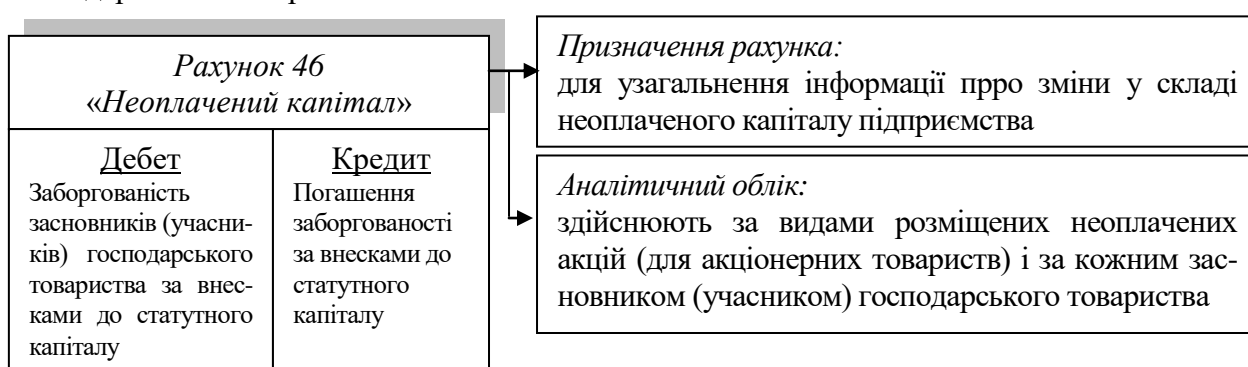 Рахунок 46
«Неоплачений капітал»
Дебет
Заборгованість
засновників (учасни-
ків) господарського
товариства за внес-
ками до статутного
капіталу
Кредит
Погашення
заборгованості
за внесками до
статутного
капіталу
Призначення рахунка:
для узагальнення інформації прро зміни у складі
неоплаченого капіталу підприємства
Аналітичний облік:
здійснюють за видами розміщених неоплачених
акцій (для акціонерних товариств) і за кожним зас-
новником (учасником) господарського товариства